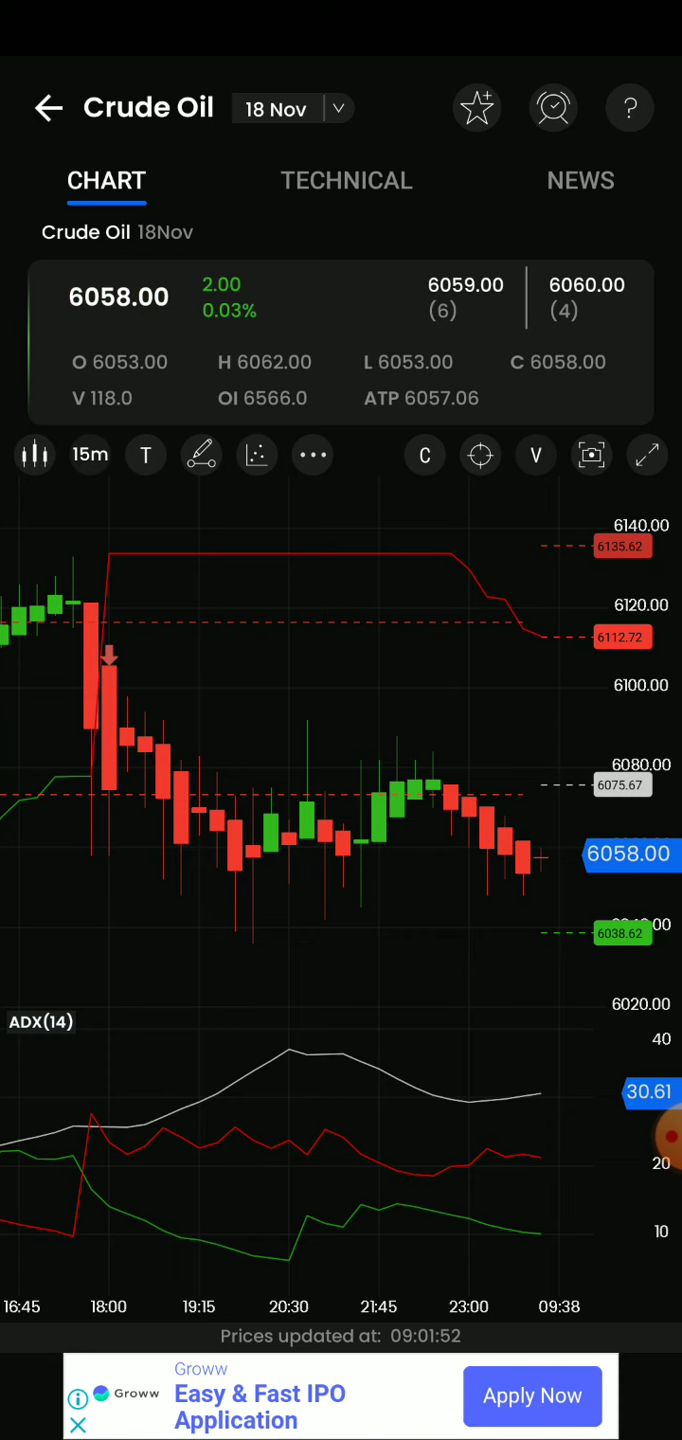 Crude Oil 18 Nov ?
CHART TECHNICAL NEWS
Crude Oil 18Nov
6058.00 2.00 0.03% 6059.00 (6) 6060.00 (4)
O 6053.00 H 6062.00 L 6053.00 C 6058.00
V 118.0 OI 6566.0 ATP 6057.06
15m T C V
6140.00
6135.62
6120.00
6112.72
6100.00
6080.00
6075.67
6058.00
6038.62
6020.00
ADX(14)
40
30.61
20
10
16:45 18:00 19:15 20:30 21:45 23:00 09:38
Prices updated at: 09:01:52
Groww
Groww Easy & Fast IPO
Application
Apply Now